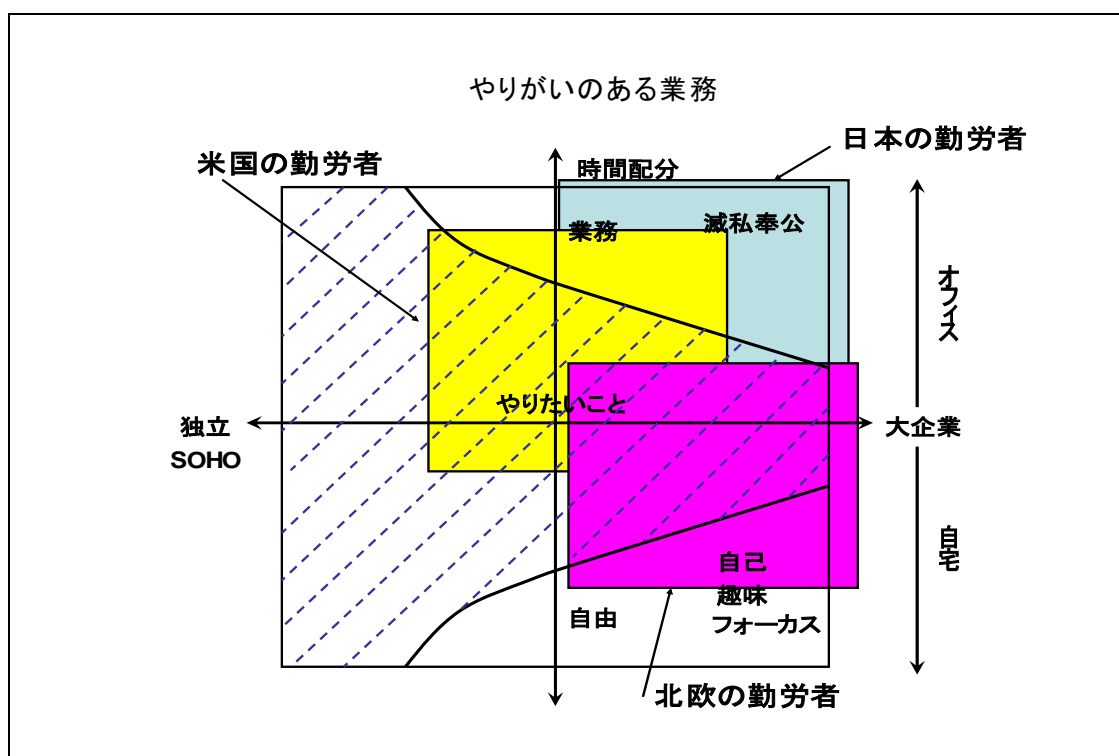 やりがいのある業務
日本の勤労者
米国の勤労者
時間配分
滅私奉公
業務
オフィス
やりたいこと
独立
SOHO
大企業
自宅
自己
趣味
フォーカス
自由
北欧の勤労者